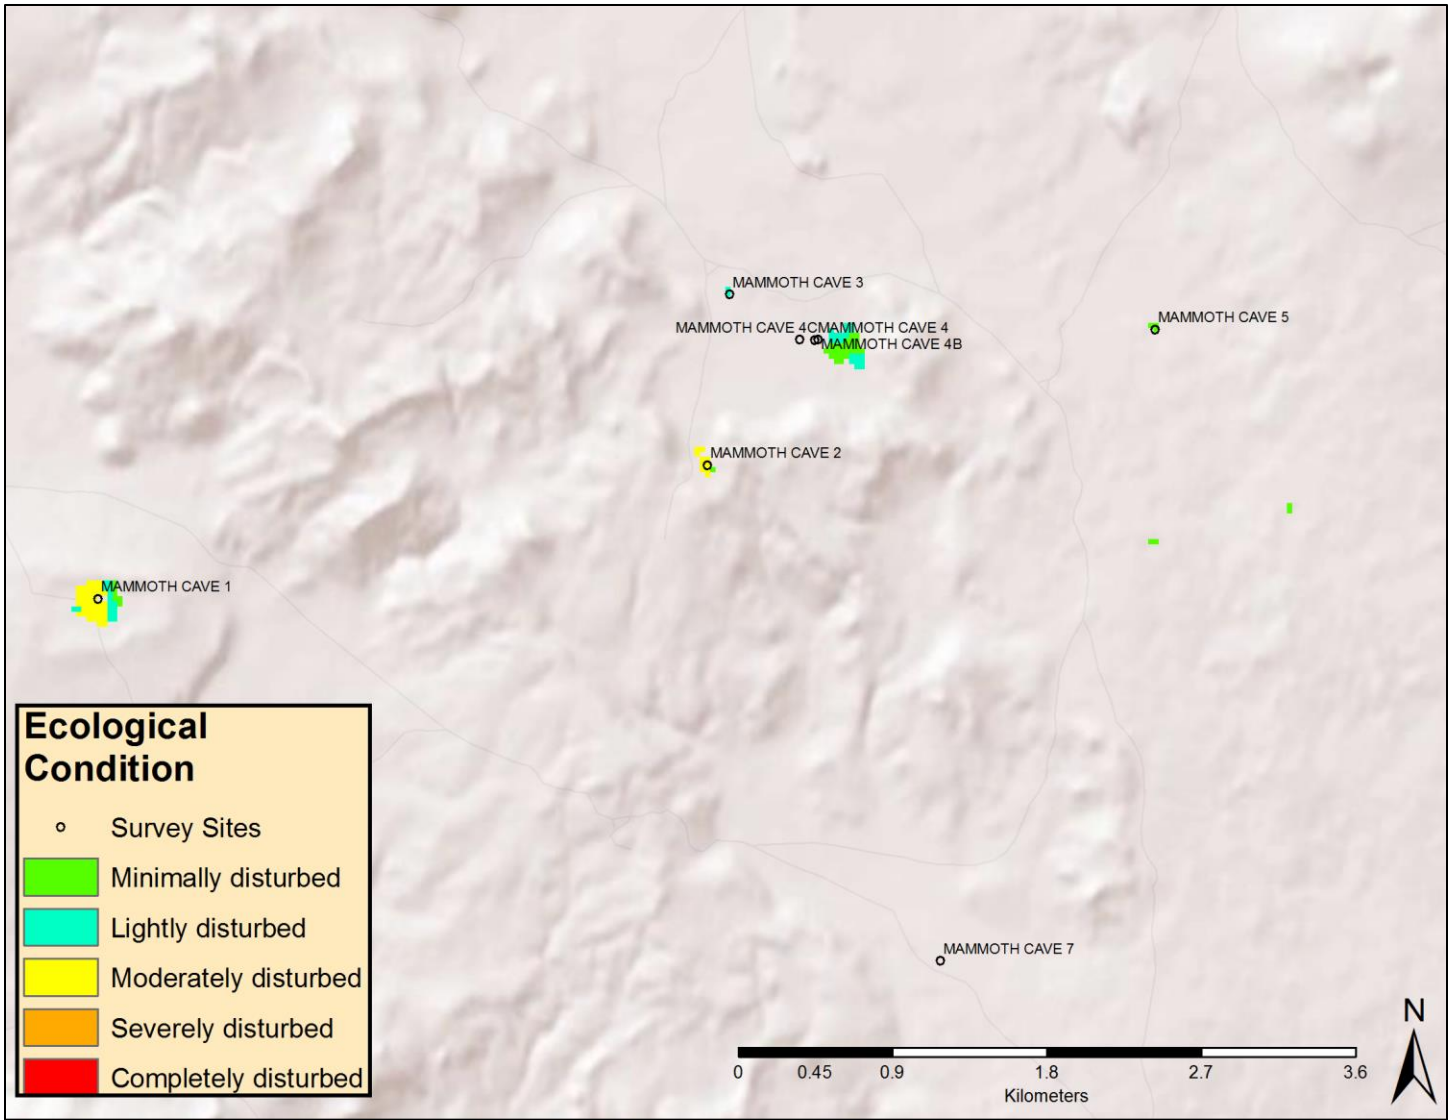 MAMMOTH CAVE 3
MAMMOTH CAVE 5
MAMMOTH CAVE 4C
MAMMOTH CAVE 4
MAMMOTH CAVE 4B
MAMMOTH CAVE 2
MAMMOTH CAVE 1
Ecological
Condition
Survey Sites
Minimally disturbed
Lightly disturbed
Moderately disturbed
Severely disturbed
Completely disturbed
MAMMOTH CAVE 7
N
0 0.45 0.9 1.8 2.7 3.6
Kilometers